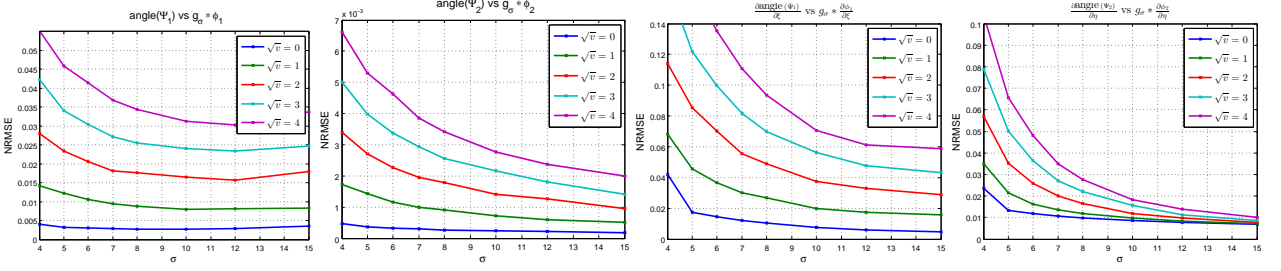 angle(Ψ₁) vs g_σ * ϕ₁
NRMSE
0.055
0.05
0.045
0.04
0.035
0.03
0.025
0.02
0.015
0.01
0.005
0
4 5 6 7 8 9 10 11 12 13 14 15
σ
√v = 0
√v = 1
√v = 2
√v = 3
√v = 4
angle(Ψ₂) vs g_σ * ϕ₂
× 10⁻³
NRMSE
7
6
5
4
3
2
1
0
4 5 6 7 8 9 10 11 12 13 14 15
σ
√v = 0
√v = 1
√v = 2
√v = 3
√v = 4
∂angle(Ψ₁)/∂ξ vs g_σ * ∂ϕ₁/∂ξ
NRMSE
0.14
0.12
0.1
0.08
0.06
0.04
0.02
0
4 5 6 7 8 9 10 11 12 13 14 15
σ
√v = 0
√v = 1
√v = 2
√v = 3
√v = 4
∂angle(Ψ₂)/∂η vs g_σ * ∂ϕ₂/∂η
NRMSE
0.1
0.09
0.08
0.07
0.06
0.05
0.04
0.03
0.02
0.01
0
4 5 6 7 8 9 10 11 12 13 14 15
σ
√v = 0
√v = 1
√v = 2
√v = 3
√v = 4